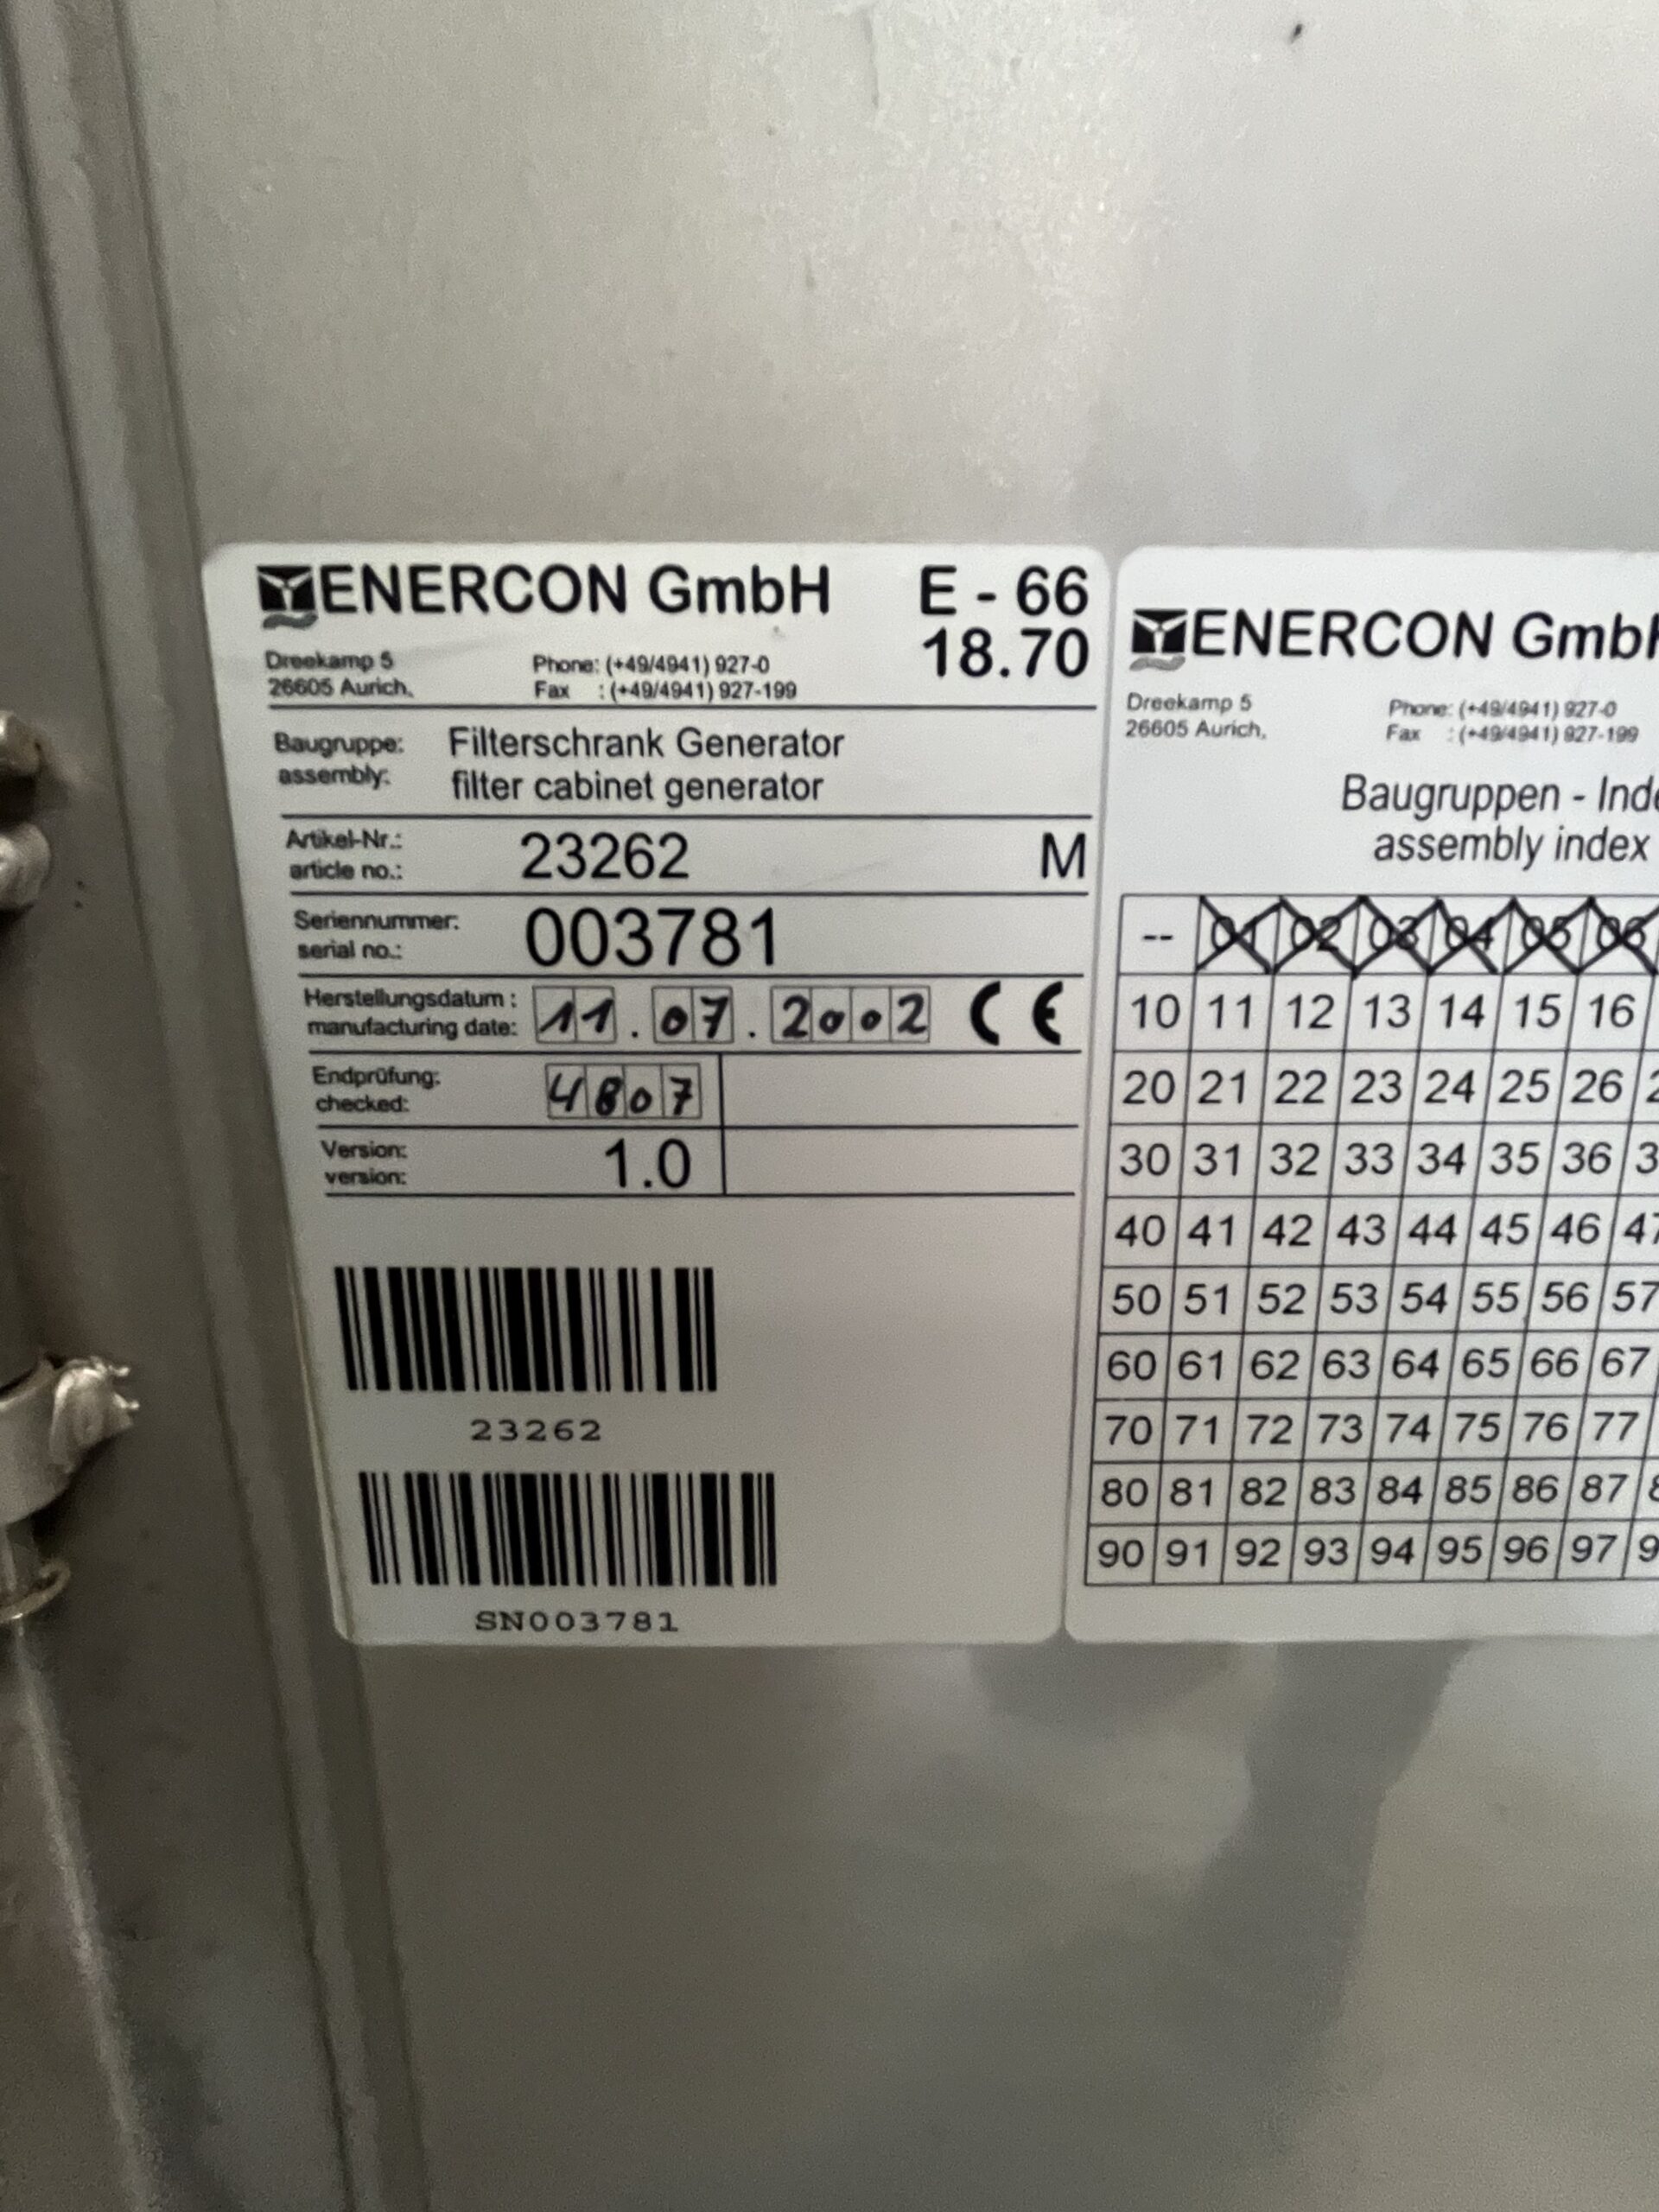 ENERCON GmbH E - 66
18.70
Dreekamp 5 Phone: (+49/4941) 927-0
26605 Aurich, Fax : (+49/4941) 927-199
Baugruppe: Filterschrank Generator
assembly: filter cabinet generator
Artikel-Nr.:
article no.: 23262 M
Seriennummer:
serial no.: 003781
Herstellungsdatum :
manufacturing date: 11.07.2002 CE
Endprüfung:
checked: 4807
Version:
version: 1.0
23262
SN003781
ENERCON Gmb
Dreekamp 5 Phone: (+49/4941) 927-0
26605 Aurich, Fax : (+49/4941) 927-199
Baugruppen - Ind
assembly index
-- 01 02 03 04 05 06
10 11 12 13 14 15 16
20 21 22 23 24 25 26 2
30 31 32 33 34 35 36 3
40 41 42 43 44 45 46 47
50 51 52 53 54 55 56 57
60 61 62 63 64 65 66 67
70 71 72 73 74 75 76 77
80 81 82 83 84 85 86 87 8
90 91 92 93 94 95 96 97 9